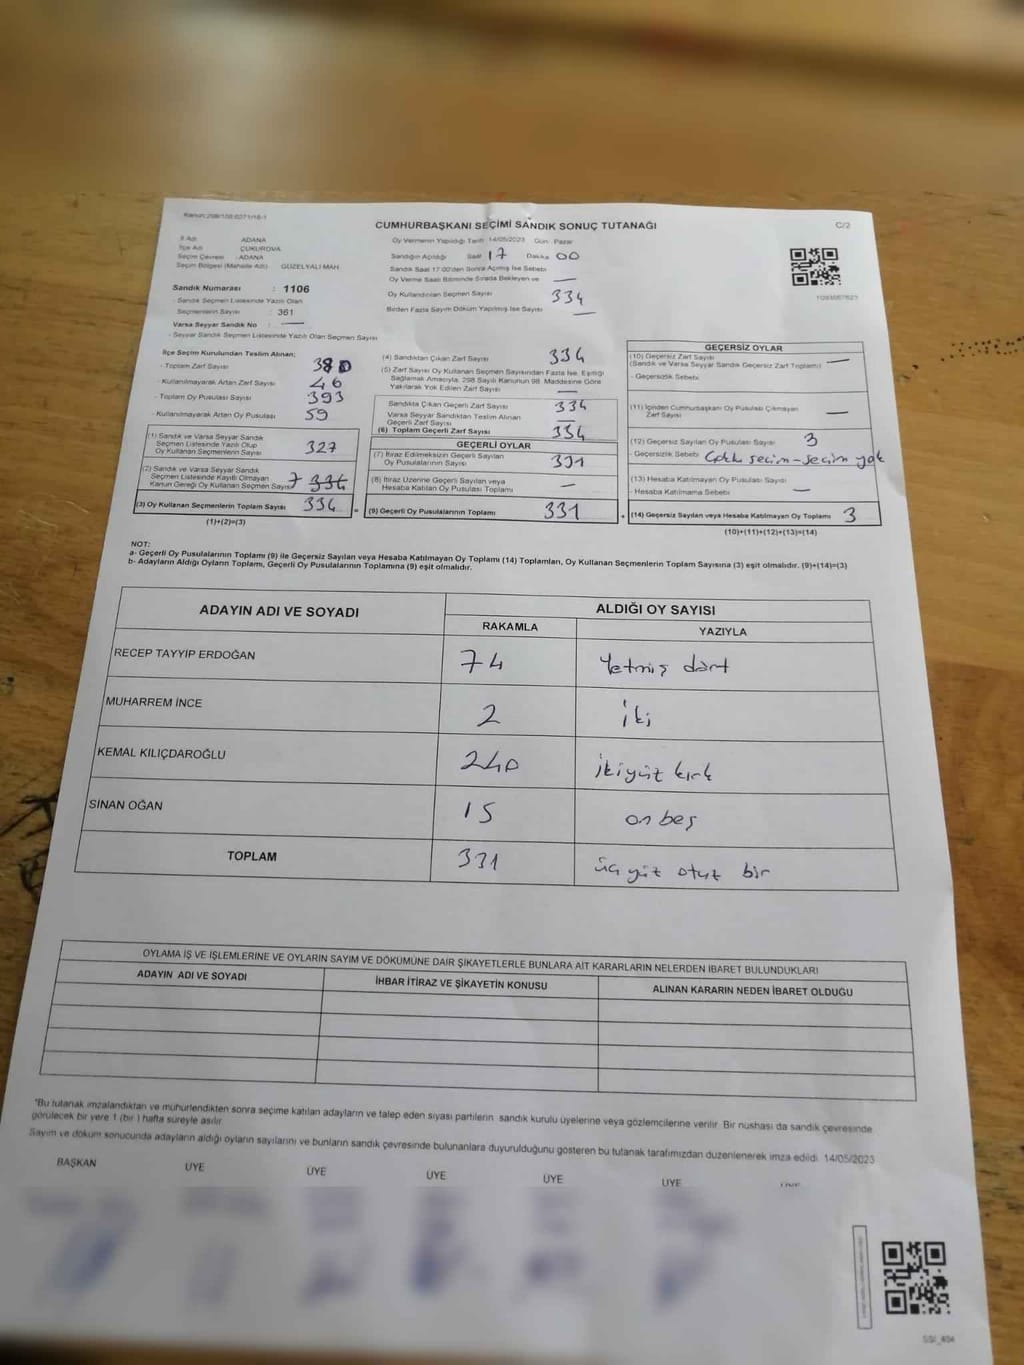 Kanun:298/108;6271/16-1
CUMHURBAŞKANI SEÇİMİ SANDIK SONUÇ TUTANAĞI
C/2
İl Adı ADANA
İlçe Adı ÇUKUROVA
Seçim Çevresi ADANA
Seçim Bölgesi (Mahalle Adı) GÜZELYALI MAH.
Sandık Numarası : 1106
- Sandık Seçmen Listesinde Yazılı Olan
Seçmenlerin Sayısı : 361
Varsa Seyyar Sandık No : —
- Seyyar Sandık Seçmen Listesinde Yazılı Olan Seçmen Sayısı
Oy Vermenin Yapıldığı Tarih 14/05/2023 Gün Pazar
Sandığın Açıldığı Saat 17 Dakika 00
Sandık Saat 17:00'den Sonra Açılmış İse Sebebi
Oy Verme Saati Bitiminde Sırada Bekleyen ve —
Oy Kullandırılan Seçmen Sayısı 334
Birden Fazla Sayım Döküm Yapılmış İse Sayısı —
İlçe Seçim Kurulundan Teslim Alınan;
- Toplam Zarf Sayısı 380
- Kullanılmayarak Artan Zarf Sayısı 46
- Toplam Oy Pusulası Sayısı 393
- Kullanılmayarak Artan Oy Pusulası 59
(1) Sandık ve Varsa Seyyar Sandık
Seçmen Listesinde Yazılı Olup
Oy Kullanan Seçmenlerin Sayısı 327
(2) Sandık ve Varsa Seyyar Sandık
Seçmen Listesinde Kayıtlı Olmayan
Kanun Gereği Oy Kullanan Seçmen Sayısı 7 334
(3) Oy Kullanan Seçmenlerin Toplam Sayısı 334
(1)+(2)=(3)
(4) Sandıktan Çıkan Zarf Sayısı 334
(5) Zarf Sayısı Oy Kullanan Seçmen Sayısından Fazla İse, Eşitliği
Sağlamak Amacıyla, 298 Sayılı Kanunun 98. Maddesine Göre
Yakılarak Yok Edilen Zarf Sayısı —
Sandıkta Çıkan Geçerli Zarf Sayısı 334
Varsa Seyyar Sandıktan Teslim Alınan
Geçerli Zarf Sayısı —
(6) Toplam Geçerli Zarf Sayısı 334
GEÇERLİ OYLAR
(7) İtiraz Edilmeksizin Geçerli Sayılan
Oy Pusulalarının Sayısı 331
(8) İtiraz Üzerine Geçerli Sayılan veya
Hesaba Katılan Oy Pusulası Toplamı —
= (9) Geçerli Oy Pusulalarının Toplamı 331
GEÇERSİZ OYLAR
(10) Geçersiz Zarf Sayısı —
(Sandık ve Varsa Seyyar Sandık Geçersiz Zarf Toplamı)
- Geçersizlik Sebebi
(11) İçinden Cumhurbaşkanı Oy Pusulası Çıkmayan
Zarf Sayısı —
(12) Geçersiz Sayılan Oy Pusulası Sayısı 3
- Geçersizlik Sebebi Çoklu seçim-seçim yok
(13) Hesaba Katılmayan Oy Pusulası Sayısı
- Hesaba Katılmama Sebebi —
+ (14) Geçersiz Sayılan veya Hesaba Katılmayan Oy Toplamı 3
(10)+(11)+(12)+(13)=(14)
NOT:
a- Geçerli Oy Pusulalarının Toplamı (9) ile Geçersiz Sayılan veya Hesaba Katılmayan Oy Toplamı (14) Toplamları, Oy Kullanan Seçmenlerin Toplam Sayısına (3) eşit olmalıdır. (9)+(14)=(3)
b- Adayların Aldığı Oyların Toplamı, Geçerli Oy Pusulalarının Toplamına (9) eşit olmalıdır.
ADAYIN ADI VE SOYADI ALDIĞI OY SAYISI
RAKAMLA YAZIYLA
RECEP TAYYİP ERDOĞAN 74 Yetmiş dört
MUHARREM İNCE 2 iki
KEMAL KILIÇDAROĞLU 240 ikiyüz kırk
SİNAN OĞAN 15 on beş
TOPLAM 331 üç yüz otuz bir
OYLAMA İŞ VE İŞLEMLERİNE VE OYLARIN SAYIM VE DÖKÜMÜNE DAİR ŞİKAYETLERLE BUNLARA AİT KARARLARIN NELERDEN İBARET BULUNDUKLARI
ADAYIN ADI VE SOYADI İHBAR İTİRAZ VE ŞİKAYETİN KONUSU ALINAN KARARIN NEDEN İBARET OLDUĞU
"Bu tutanak imzalandıktan ve mühürlendikten sonra seçime katılan adayların ve talep eden siyasi partilerin sandık kurulu üyelerine veya gözlemcilerine verilir. Bir nüshası da sandık çevresinde
görülecek bir yere 1 (bir) hafta süreyle asılır.
Sayım ve döküm sonucunda adayların aldığı oyların sayılarını ve bunların sandık çevresinde bulunanlara duyurulduğunu gösteren bu tutanak tarafımızdan düzenlenerek imza edildi. 14/05/2023
BAŞKAN ÜYE ÜYE ÜYE ÜYE ÜYE